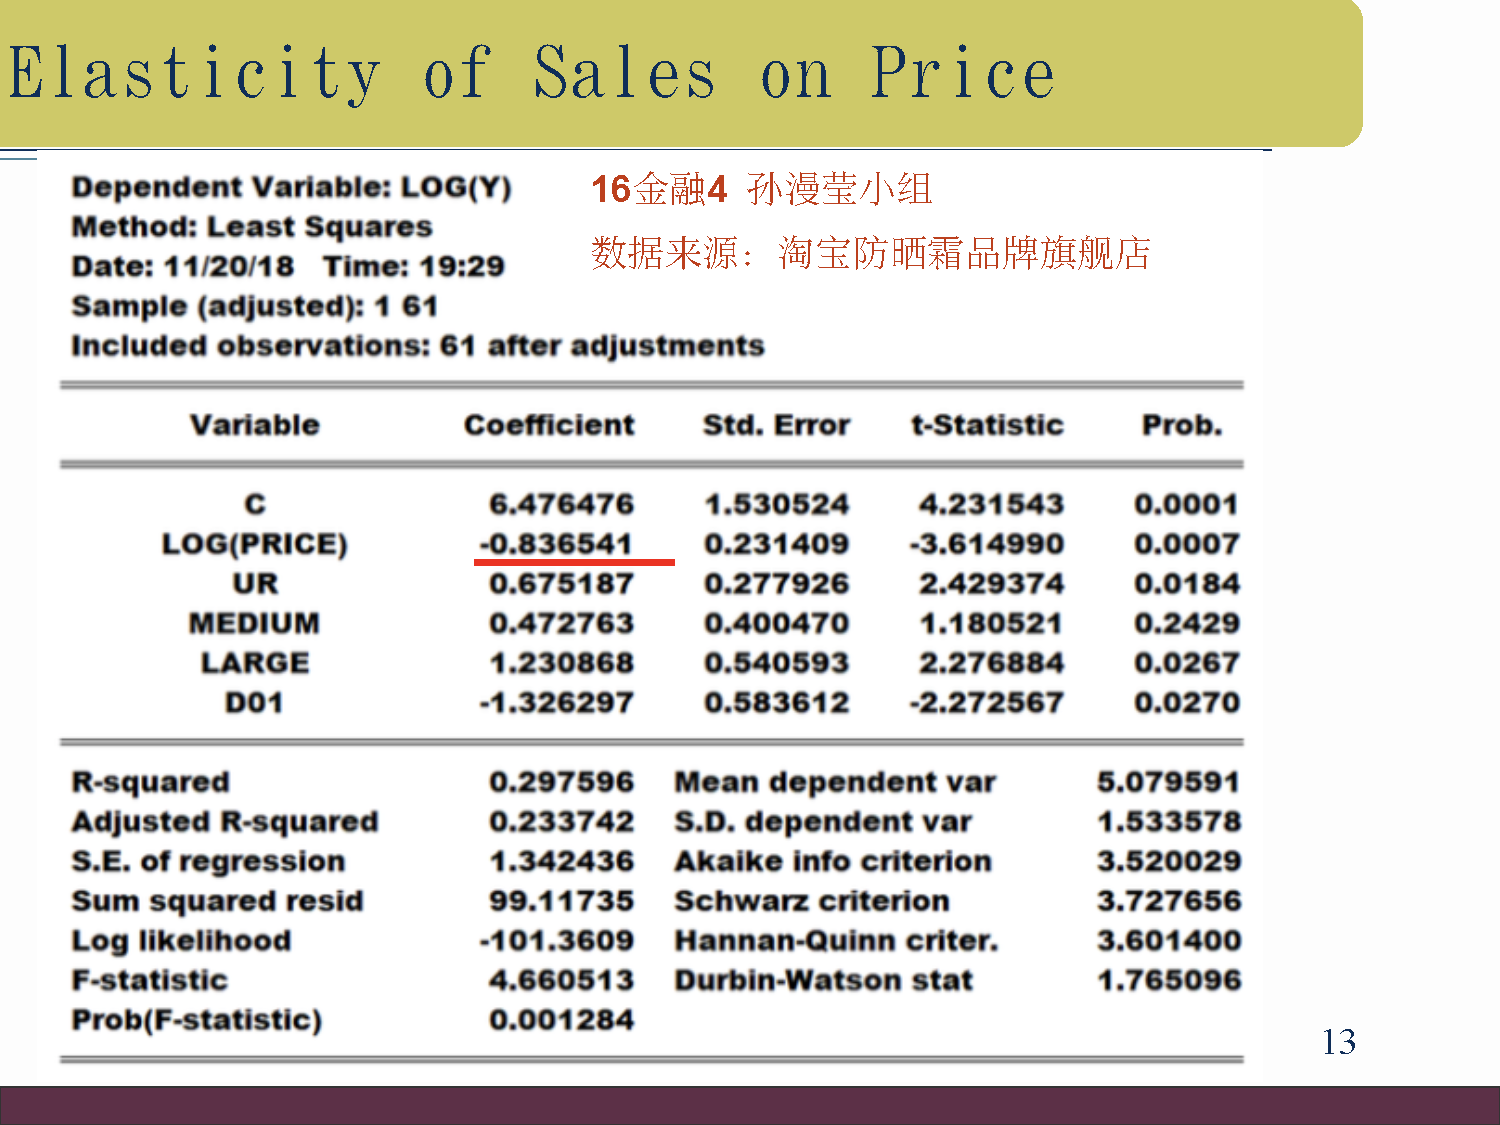 Elasticity of Sales on Price
16金融4 孙漫莹小组
数据来源：淘宝防晒霜品牌旗舰店
Dependent Variable: LOG(Y)
Method: Least Squares
Date: 11/20/18 Time: 19:29
Sample (adjusted): 1 61
Included observations: 61 after adjustments
Variable Coefficient Std. Error t-Statistic Prob.
C 6.476476 1.530524 4.231543 0.0001
LOG(PRICE) -0.836541 0.231409 -3.614990 0.0007
UR 0.675187 0.277926 2.429374 0.0184
MEDIUM 0.472763 0.400470 1.180521 0.2429
LARGE 1.230868 0.540593 2.276884 0.0267
D01 -1.326297 0.583612 -2.272567 0.0270
R-squared 0.297596 Mean dependent var 5.079591
Adjusted R-squared 0.233742 S.D. dependent var 1.533578
S.E. of regression 1.342436 Akaike info criterion 3.520029
Sum squared resid 99.11735 Schwarz criterion 3.727656
Log likelihood -101.3609 Hannan-Quinn criter. 3.601400
F-statistic 4.660513 Durbin-Watson stat 1.765096
Prob(F-statistic) 0.001284
13